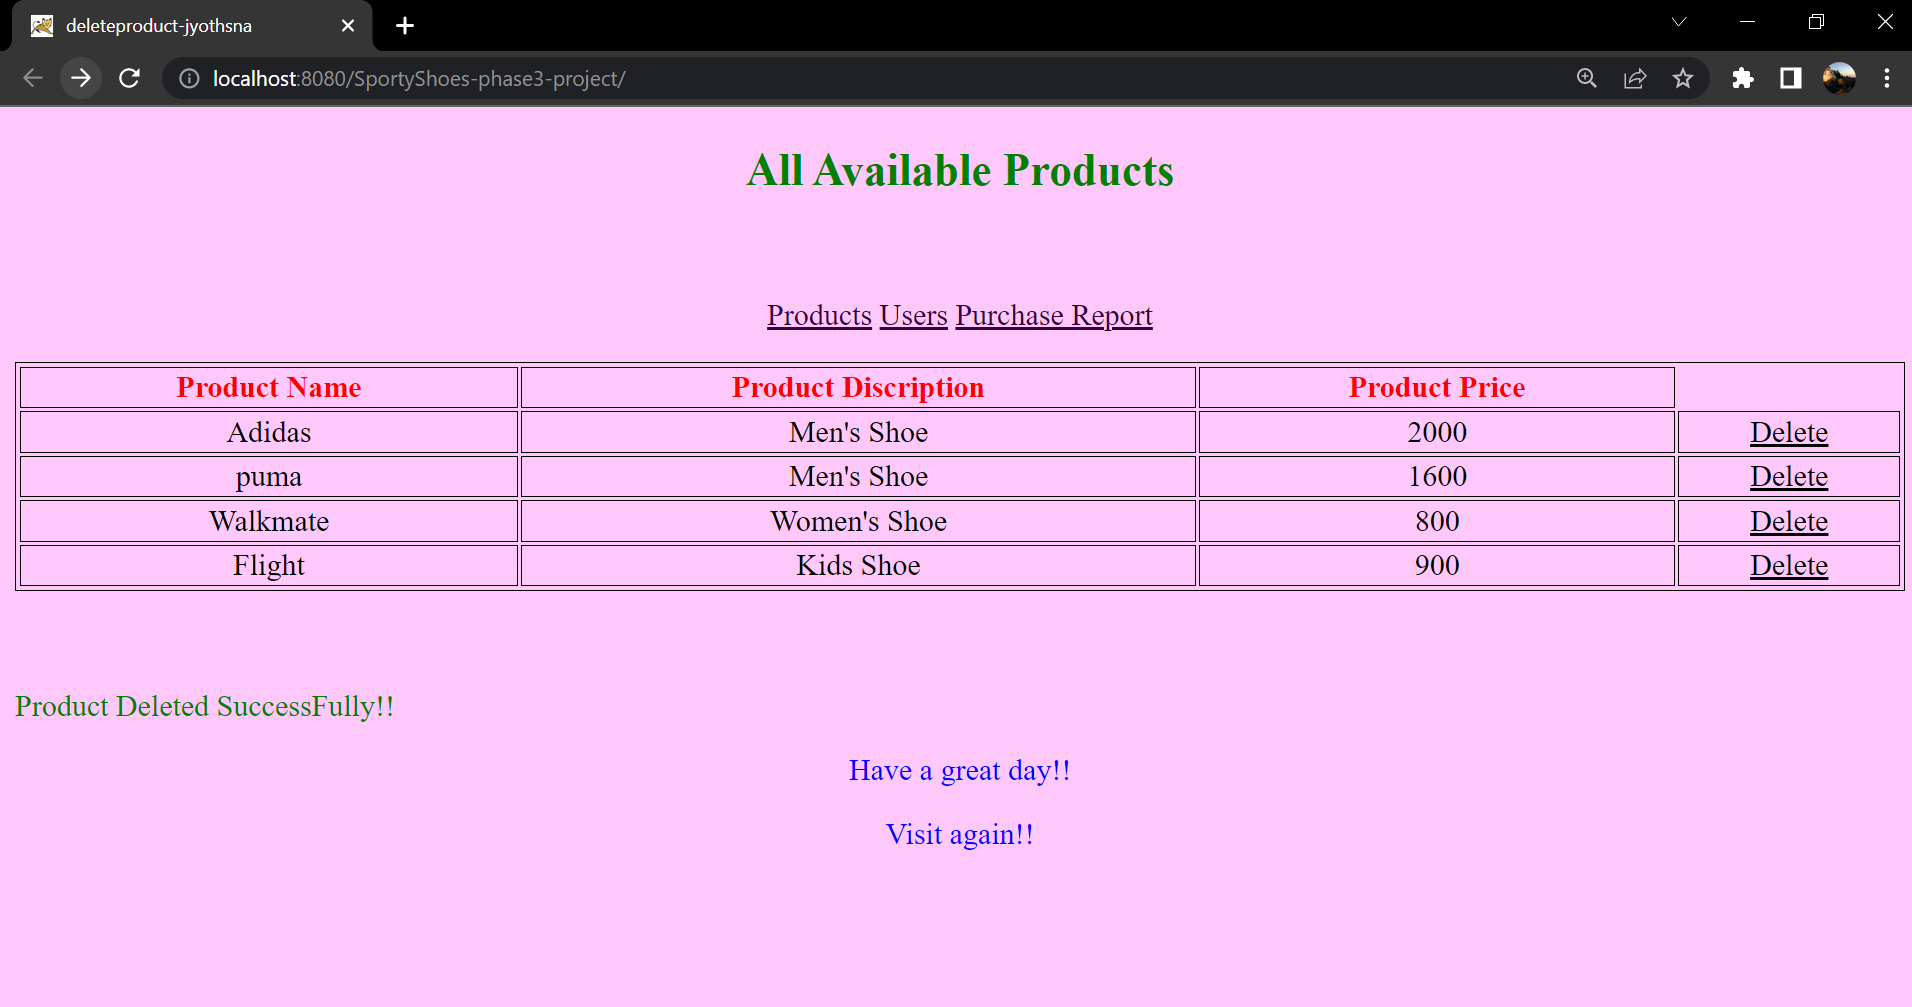 deleteproduct-jyothsna
localhost:8080/SportyShoes-phase3-project/
All Available Products
Products Users Purchase Report
Product Name Product Discription Product Price
Adidas Men's Shoe 2000 Delete
puma Men's Shoe 1600 Delete
Walkmate Women's Shoe 800 Delete
Flight Kids Shoe 900 Delete
Product Deleted SuccessFully!!
Have a great day!!
Visit again!!